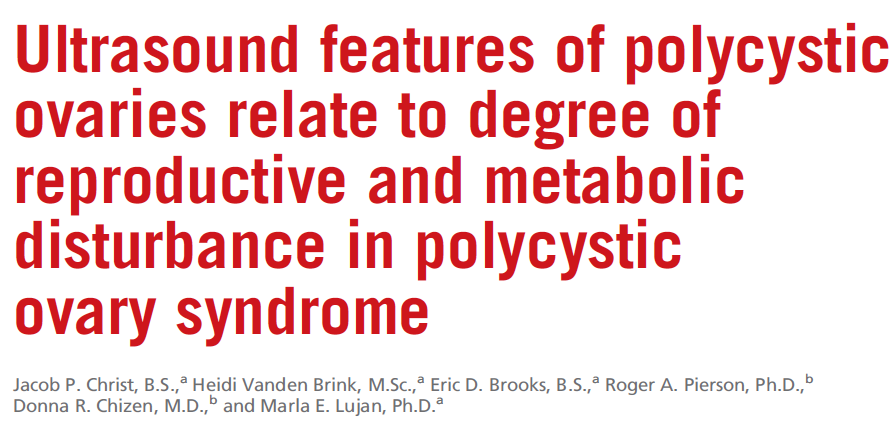 Ultrasound features of polycystic
ovaries relate to degree of
reproductive and metabolic
disturbance in polycystic
ovary syndrome
Jacob P. Christ, B.S.,ᵃ Heidi Vanden Brink, M.Sc.,ᵃ Eric D. Brooks, B.S.,ᵃ Roger A. Pierson, Ph.D.,ᵇ
Donna R. Chizen, M.D.,ᵇ and Marla E. Lujan, Ph.D.ᵃ